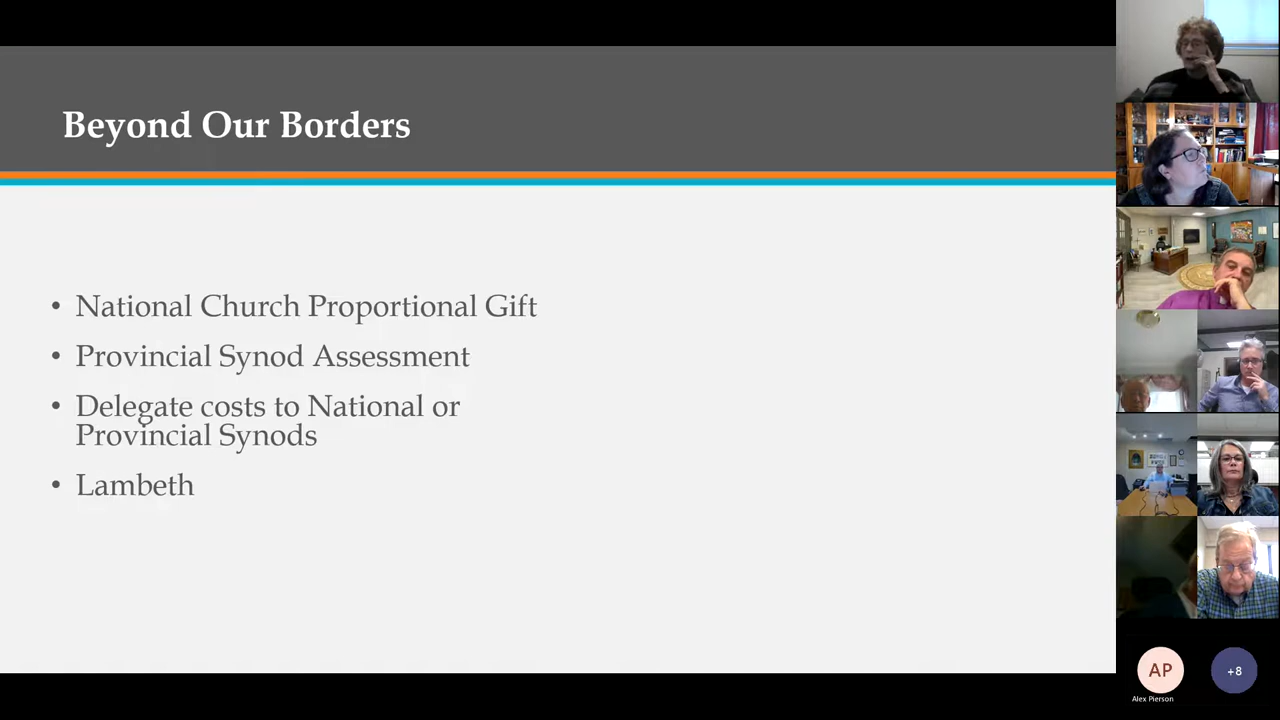 Beyond Our Borders
• National Church Proportional Gift
• Provincial Synod Assessment
• Delegate costs to National or
Provincial Synods
• Lambeth
AP
+8
Alex Pierson